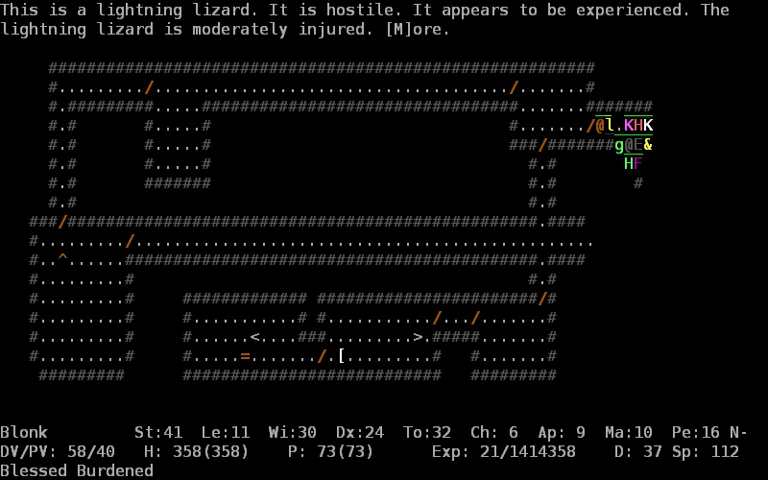 This is a lightning lizard. It is hostile. It appears to be experienced. The
lightning lizard is moderately injured. [M]ore.
#########################################################
#........./...................................../.......#
#.#########.....#################################.......#######
#.#       #.....#                               #......./@l.KHK
#.#       #.....#                               ###/#######g@E&
#.#       #.....#                                 #.#       HF
#.#       #######                                 #.#        #
#.#                                               #.#
###/##################################################.####
#........./................................................
#..^......############################################.####
#.........#                                         #.#
#.........#     ############# ########################/#
#.........#     #...........# #.........../.../.......#
#.........#     #......<....###.........>.#####.......#
#.........#     #.....=......./.[.........#   #.......#
#########      ###########################   #########
Blonk St:41 Le:11 Wi:30 Dx:24 To:32 Ch: 6 Ap: 9 Ma:10 Pe:16 N-
DV/PV: 58/40 H: 358(358) P: 73(73) Exp: 21/1414358 D: 37 Sp: 112
Blessed Burdened